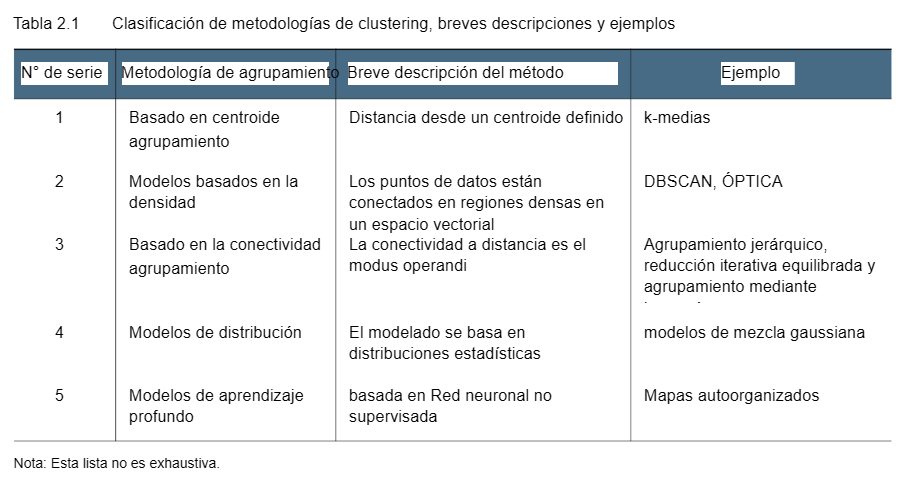 Tabla 2.1 Clasificación de metodologías de clustering, breves descripciones y ejemplos
N° de serie Metodología de agrupamiento Breve descripción del método Ejemplo
1 Basado en centroide Distancia desde un centroide definido k-medias
agrupamiento
2 Modelos basados en la Los puntos de datos están DBSCAN, ÓPTICA
densidad conectados en regiones densas en
un espacio vectorial
3 Basado en la conectividad La conectividad a distancia es el Agrupamiento jerárquico,
agrupamiento modus operandi reducción iterativa equilibrada y
agrupamiento mediante
4 Modelos de distribución El modelado se basa en modelos de mezcla gaussiana
distribuciones estadísticas
5 Modelos de aprendizaje basada en Red neuronal no Mapas autoorganizados
profundo supervisada
Nota: Esta lista no es exhaustiva.